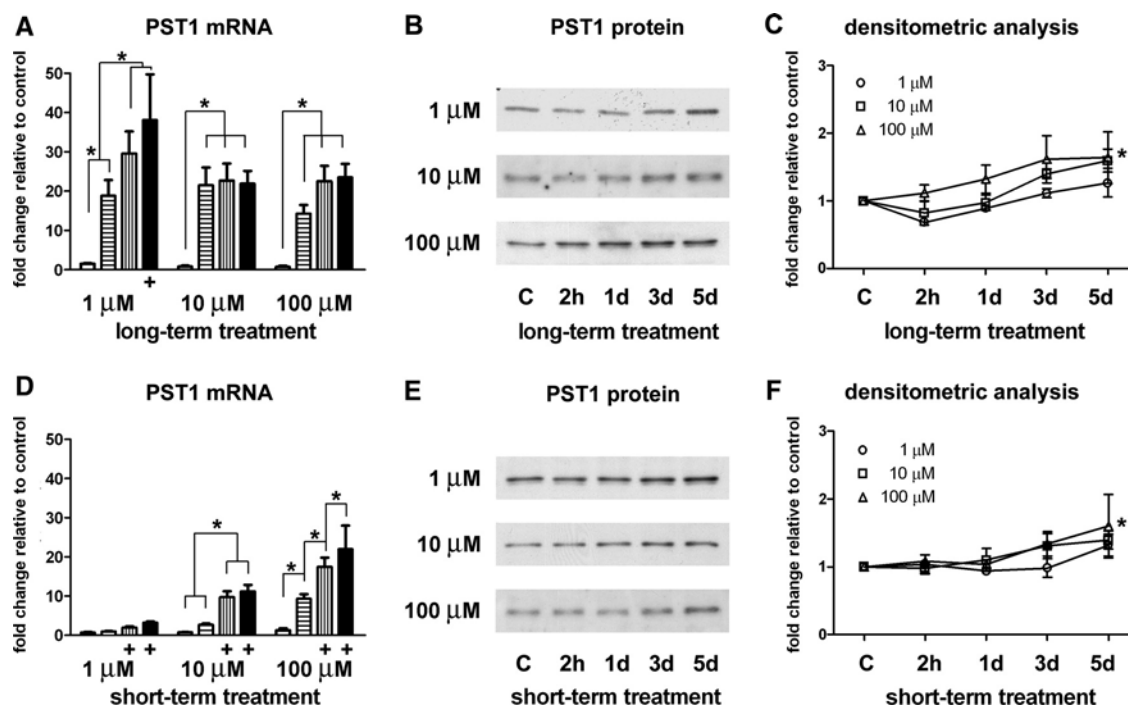 A
PST1 mRNA
fold change relative to control
50
40
30
20
10
0
*
*
*
*
+
1 μM
10 μM
100 μM
long-term treatment
B
PST1 protein
1 μM
10 μM
100 μM
C 2h 1d 3d 5d
long-term treatment
C
densitometric analysis
fold change relative to control
3
2
1
0
1 μM
10 μM
100 μM
*
C 2h 1d 3d 5d
long-term treatment
D
PST1 mRNA
fold change relative to control
50
40
30
20
10
0
*
*
*
*
+ + + + + +
1 μM
10 μM
100 μM
short-term treatment
E
PST1 protein
1 μM
10 μM
100 μM
C 2h 1d 3d 5d
short-term treatment
F
densitometric analysis
fold change relative to control
3
2
1
0
1 μM
10 μM
100 μM
*
C 2h 1d 3d 5d
short-term treatment